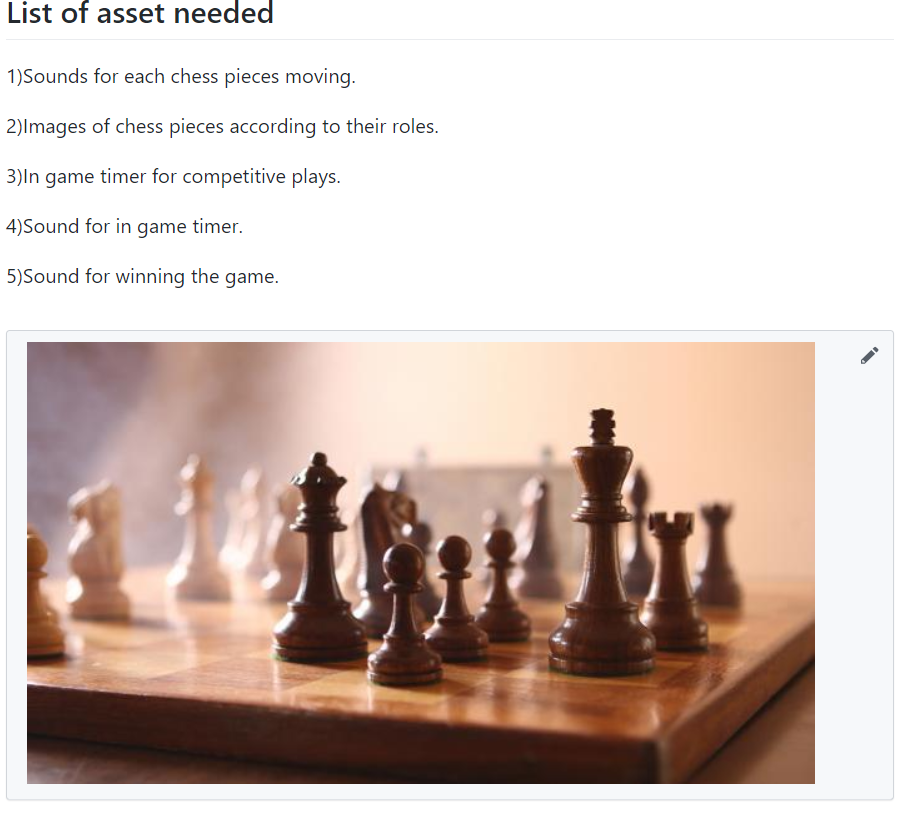 List of asset needed
1)Sounds for each chess pieces moving.
2)Images of chess pieces according to their roles.
3)In game timer for competitive plays.
4)Sound for in game timer.
5)Sound for winning the game.